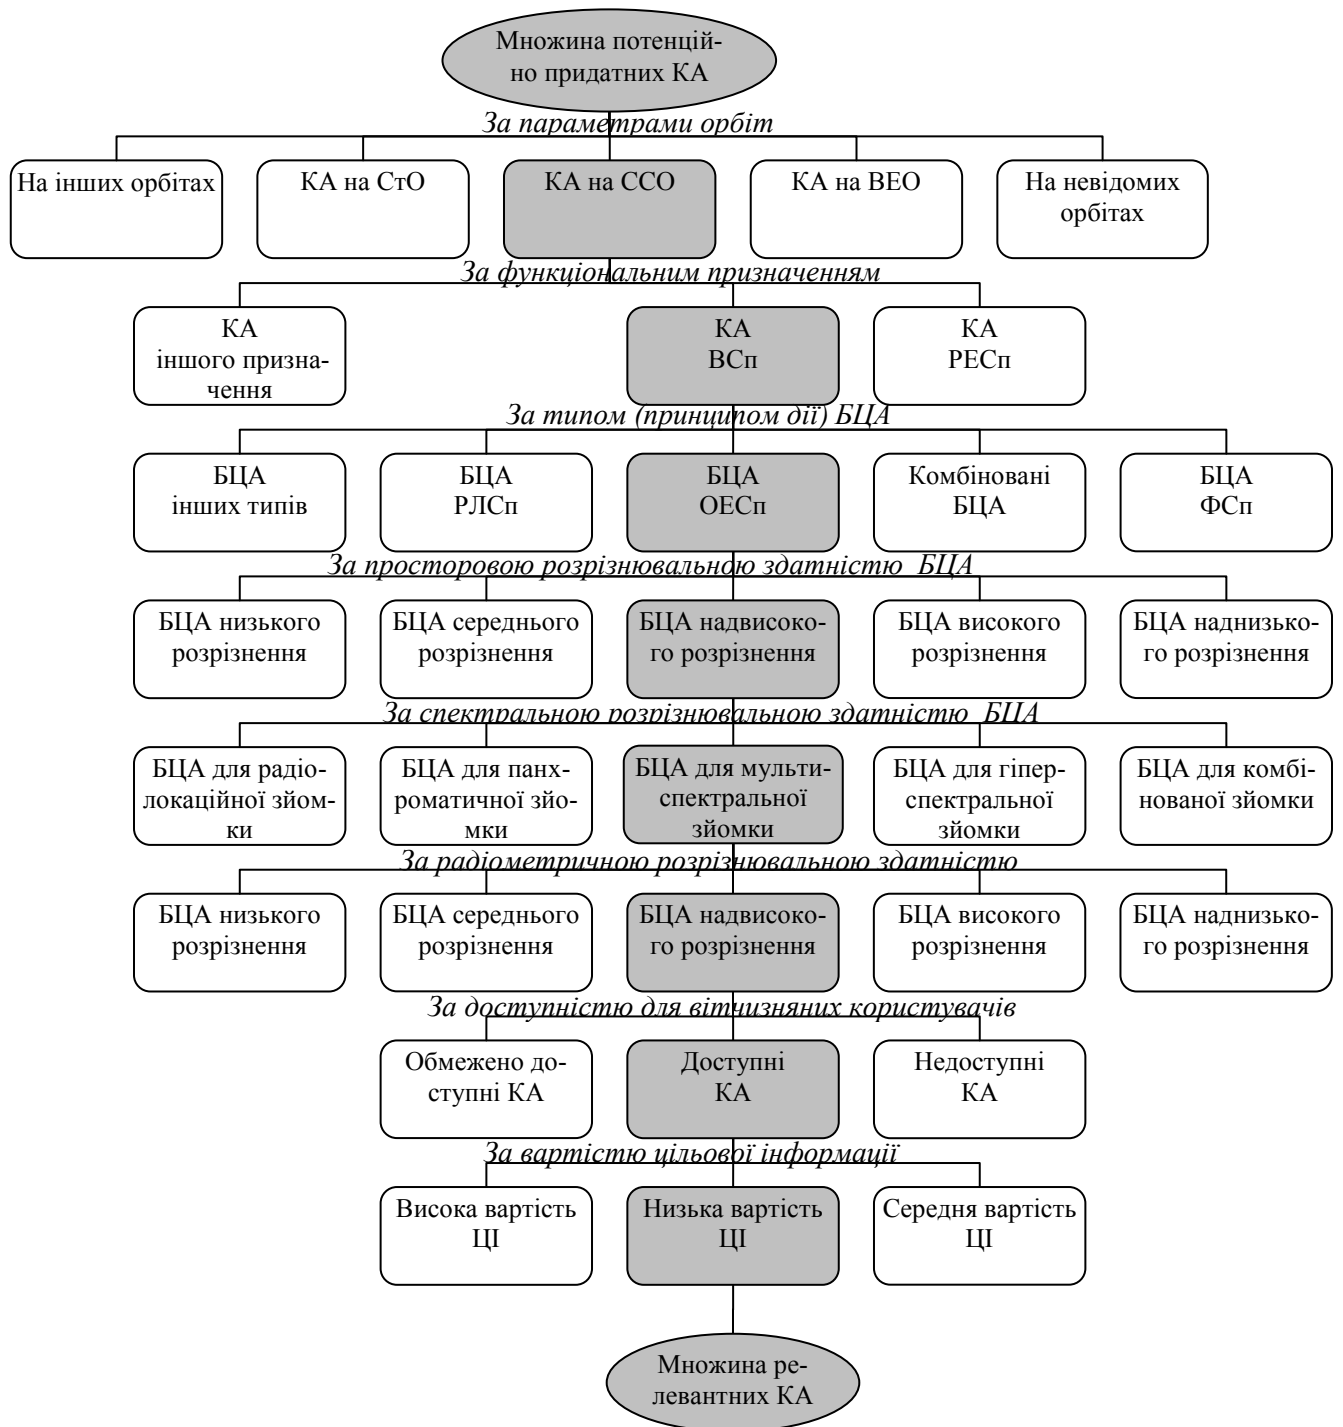 Множина потенцій-
но придатних КА
За параметрами орбіт
На інших орбітах
КА на СтО
КА на ССО
КА на ВЕО
На невідомих
орбітах
За функціональним призначенням
КА
іншого призна-
чення
КА
ВСп
КА
РЕСп
За типом (принципом дії) БЦА
БЦА
інших типів
БЦА
РЛСп
БЦА
ОЕСп
Комбіновані
БЦА
БЦА
ФСп
За просторовою розрізнювальною здатністю БЦА
БЦА низького
розрізнення
БЦА середнього
розрізнення
БЦА надвисоко-
го розрізнення
БЦА високого
розрізнення
БЦА наднизько-
го розрізнення
За спектральною розрізнювальною здатністю БЦА
БЦА для радіо-
локаційної зйом-
ки
БЦА для панх-
роматичної зйо-
мки
БЦА для мульти-
спектральної
зйомки
БЦА для гіпер-
спектральної
зйомки
БЦА для комбі-
нованої зйомки
За радіометричною розрізнювальною здатністю
БЦА низького
розрізнення
БЦА середнього
розрізнення
БЦА надвисоко-
го розрізнення
БЦА високого
розрізнення
БЦА наднизько-
го розрізнення
За доступністю для вітчизняних користувачів
Обмежено до-
ступні КА
Доступні
КА
Недоступні
КА
За вартістю цільової інформації
Висока вартість
ЦІ
Низька вартість
ЦІ
Середня вартість
ЦІ
Множина ре-
левантних КА